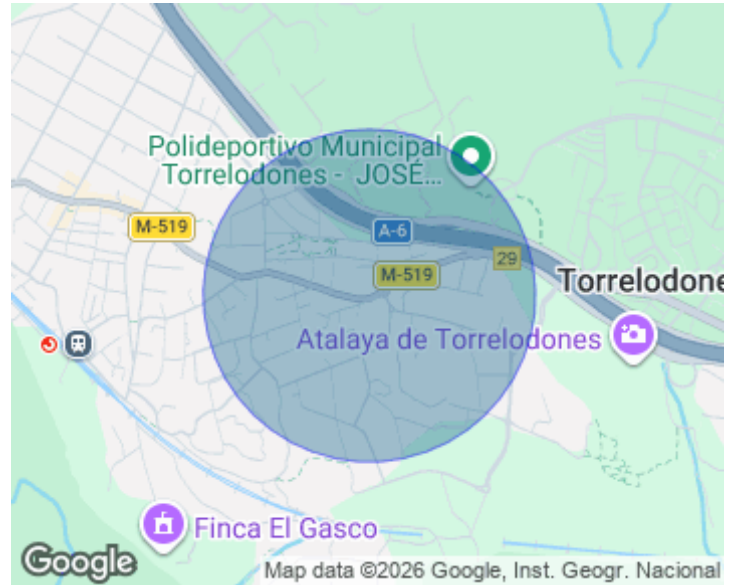 Polideportivo Municipal
Torrelodones - JOSÉ...
M-519
A-6
M-519
29
Torrelodone
Atalaya de Torrelodones
Finca El Gasco
Google
Map data ©2026 Google, Inst. Geogr. Nacional